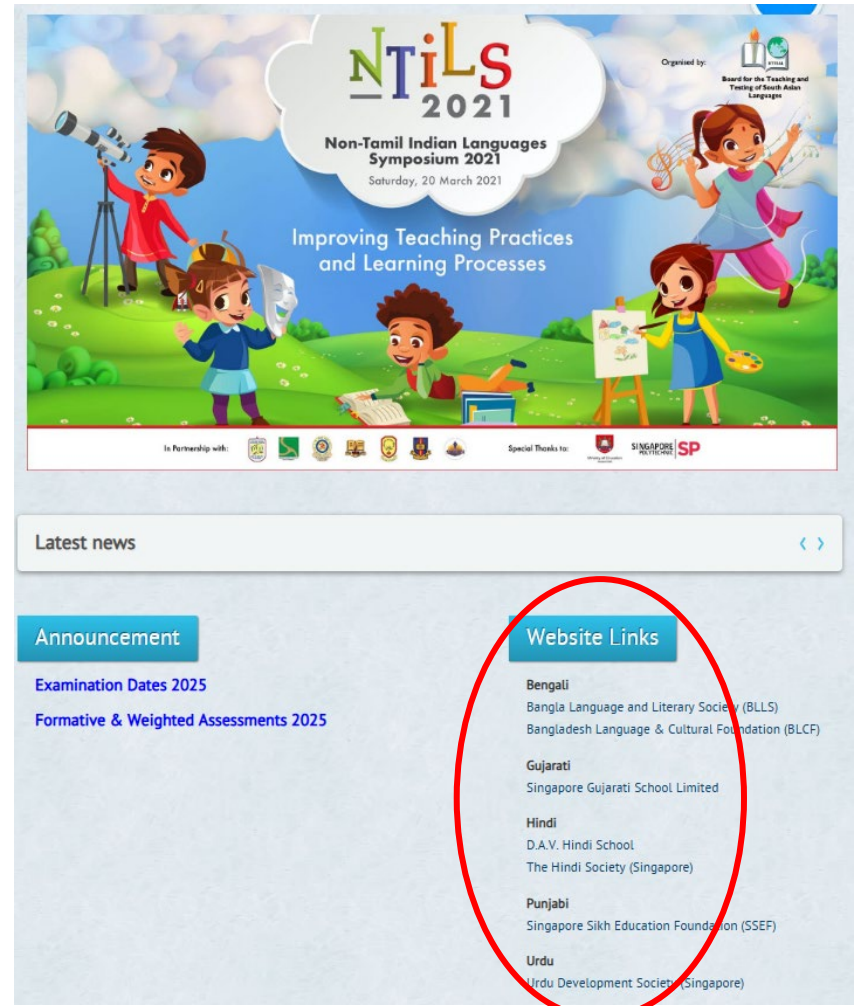 NTiLS
2021
Non-Tamil Indian Languages
Symposium 2021
Saturday, 20 March 2021
Organised by:
Board for the Teaching and
Testing of South Asian
Languages
Improving Teaching Practices
and Learning Processes
In Partnership with:
Special Thanks to:
SINGAPORE
POLYTECHNIC
SP
Latest news
Announcement
Examination Dates 2025
Formative & Weighted Assessments 2025
Website Links
Bengali
Bangla Language and Literary Society (BLLS)
Bangladesh Language & Cultural Foundation (BLCF)
Gujarati
Singapore Gujarati School Limited
Hindi
D.A.V. Hindi School
The Hindi Society (Singapore)
Punjabi
Singapore Sikh Education Foundation (SSEF)
Urdu
Urdu Development Society (Singapore)